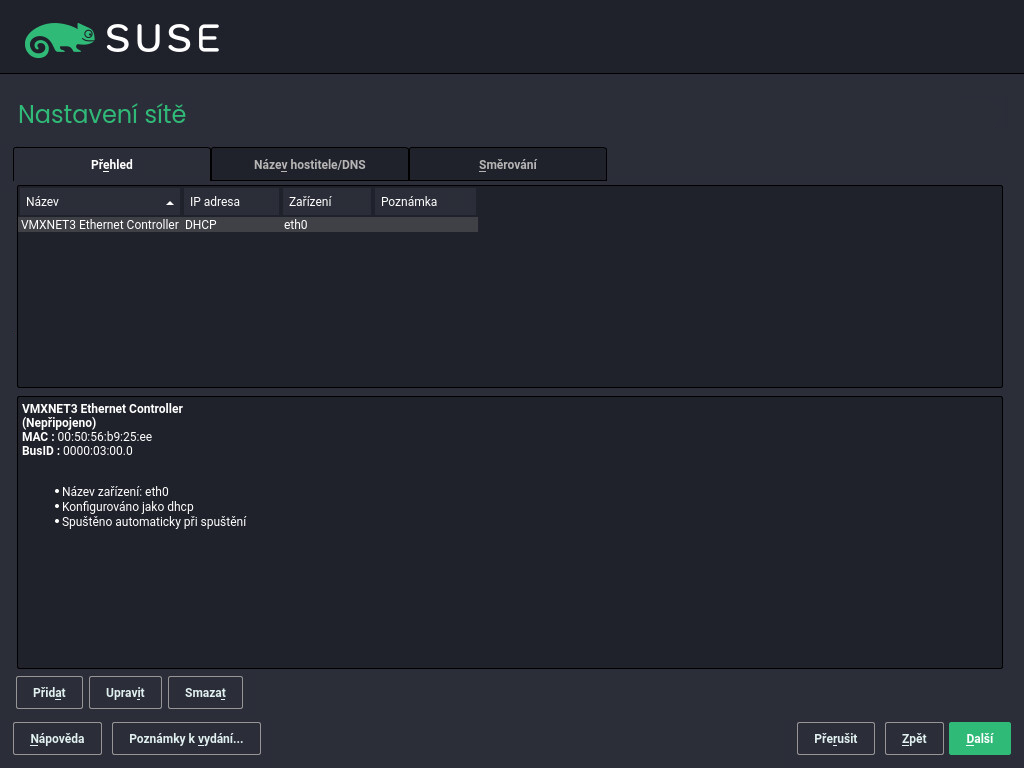 SUSE
Nastavení sítě
Přehled Název hostitele/DNS Směrování
Název IP adresa Zařízení Poznámka
VMXNET3 Ethernet Controller DHCP eth0
VMXNET3 Ethernet Controller
(Nepřipojeno)
MAC : 00:50:56:b9:25:ee
BusID : 0000:03:00.0
• Název zařízení: eth0
• Konfigurováno jako dhcp
• Spuštěno automaticky při spuštění
Přidat Upravit Smazat
Nápověda Poznámky k vydání... Přerušit Zpět Další